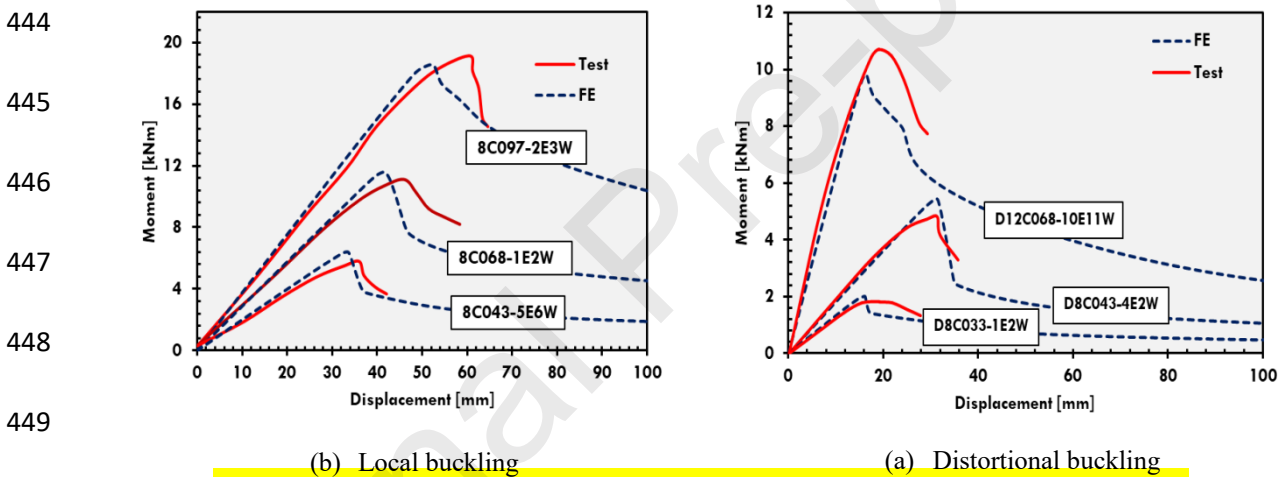 444
445
446
447
448
449
20
16
12
8
4
0
Moment [kNm]
0 10 20 30 40 50 60 70 80 90 100
Displacement [mm]
Test
FE
8C097-2E3W
8C068-1E2W
8C043-5E6W
(b) Local buckling
12
10
8
6
4
2
0
Moment [kNm]
0 20 40 60 80 100
Displacement [mm]
FE
Test
D12C068-10E11W
D8C043-4E2W
D8C033-1E2W
(a) Distortional buckling
nal Pre-p